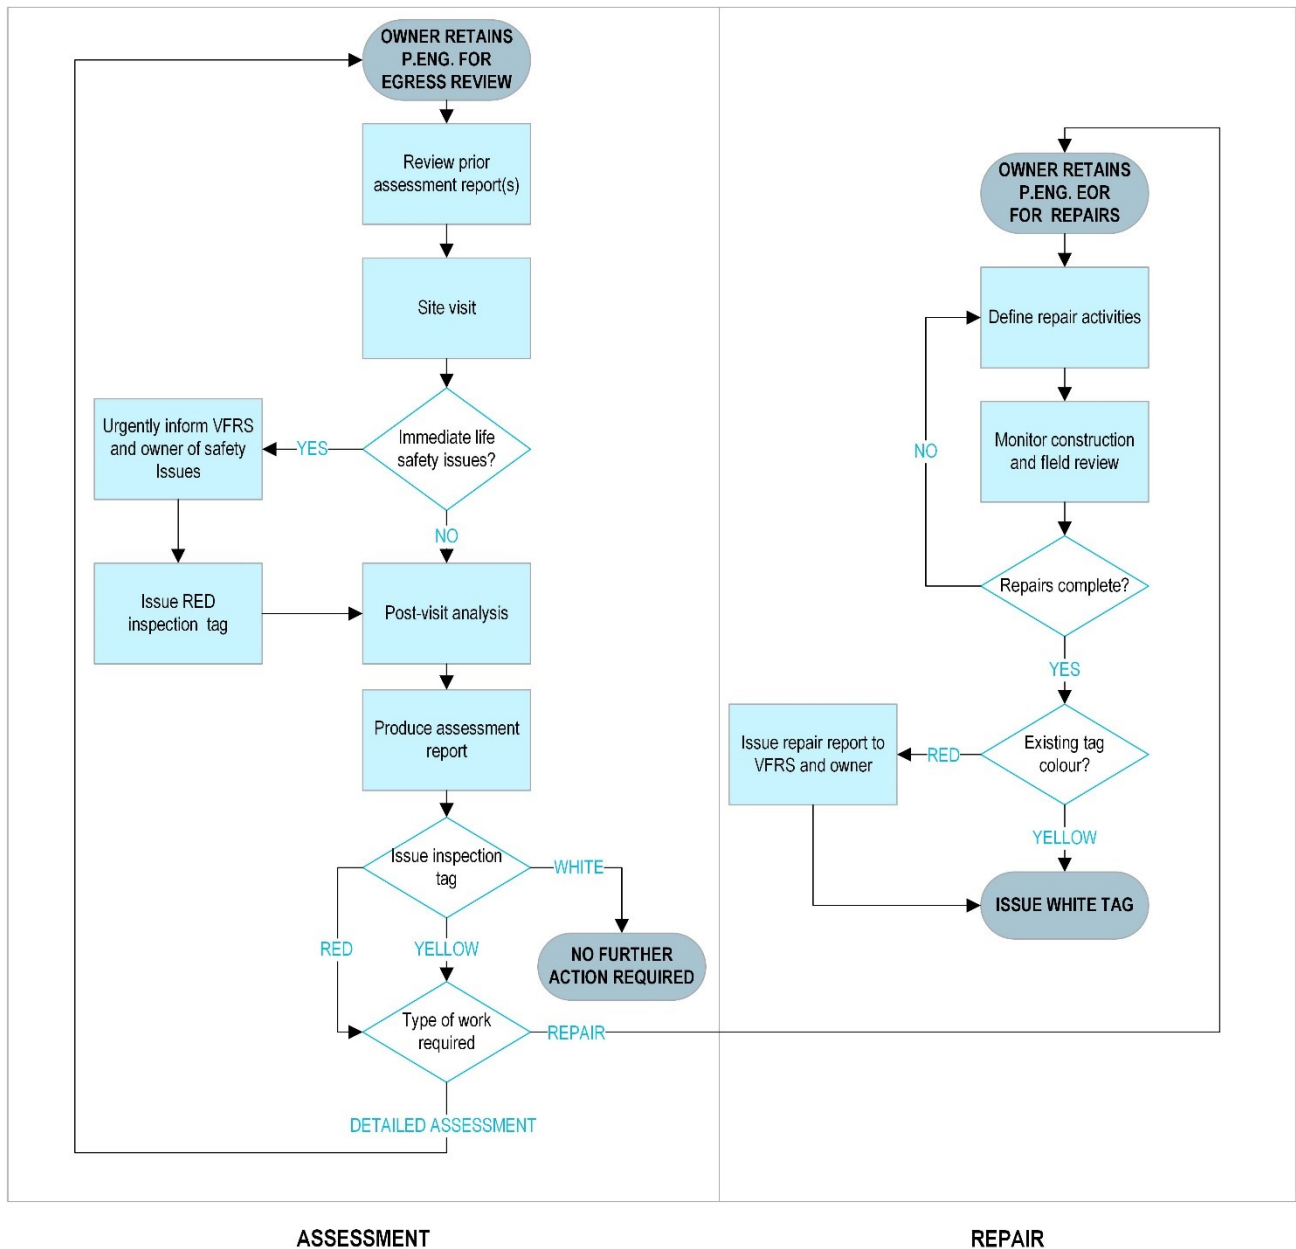 OWNER RETAINS
P.ENG. FOR
EGRESS REVIEW
Review prior
assessment report(s)
Site visit
Immediate life
safety issues?
YES
Urgently inform VFRS
and owner of safety
Issues
Issue RED
inspection tag
NO
Post-visit analysis
Produce assessment
report
Issue inspection
tag
WHITE
NO FURTHER
ACTION REQUIRED
RED
YELLOW
Type of work
required
REPAIR
DETAILED ASSESSMENT
ASSESSMENT
OWNER RETAINS
P.ENG. EOR
FOR REPAIRS
Define repair activities
Monitor construction
and field review
NO
Repairs complete?
YES
Existing tag
colour?
RED
Issue repair report to
VFRS and owner
YELLOW
ISSUE WHITE TAG
REPAIR